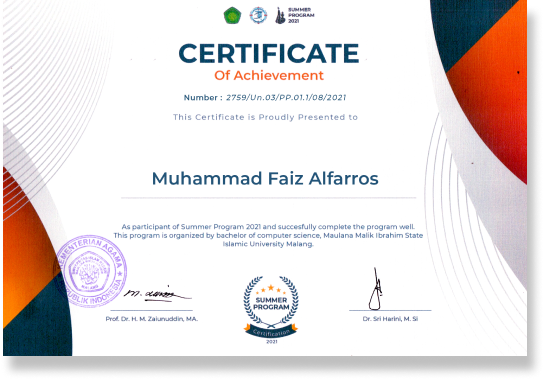 SUMMER
PROGRAM
2021
CERTIFICATE
Of Achievement
Number : 2759/Un.03/PP.01.1/08/2021
This Certificate is Proudly Presented to
Muhammad Faiz Alfarros
As participant of Summer Program 2021 and succesfully complete the program well.
This program is organized by bachelor of computer science, Maulana Malik Ibrahim State
Islamic University Malang.
KEMENTERIAN AGAMA
REPUBLIK INDONESIA
SUMMER
PROGRAM
Certification
2021
Prof. Dr. H. M. Zainuddin, MA.
Dr. Sri Harini, M. Si